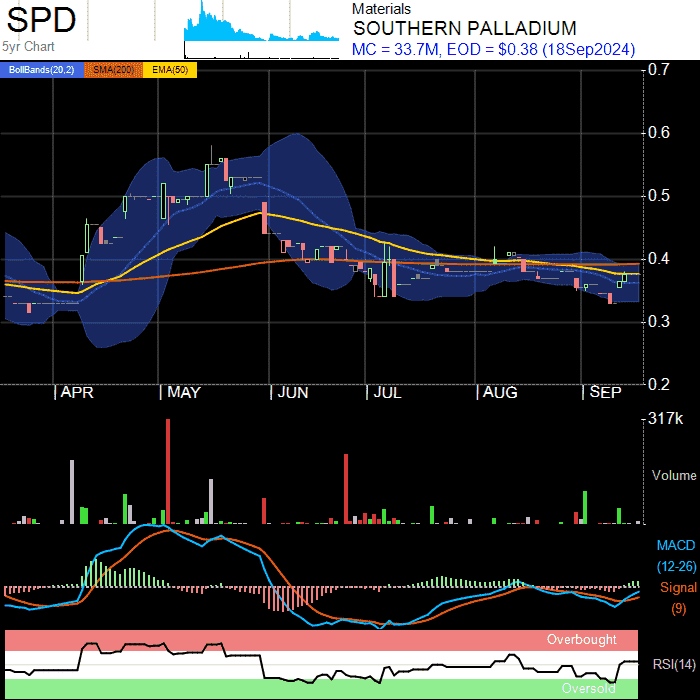 SPD
5yr Chart
Materials
SOUTHERN PALLADIUM
MC = 33.7M, EOD = $0.38 (18Sep2024)
BollBands(20,2) SMA(200) EMA(50)
0.7
0.6
0.5
0.4
0.3
0.2
APR MAY JUN JUL AUG SEP
317k
Volume
MACD
(12-26)
Signal
(9)
Overbought
RSI(14)
Oversold